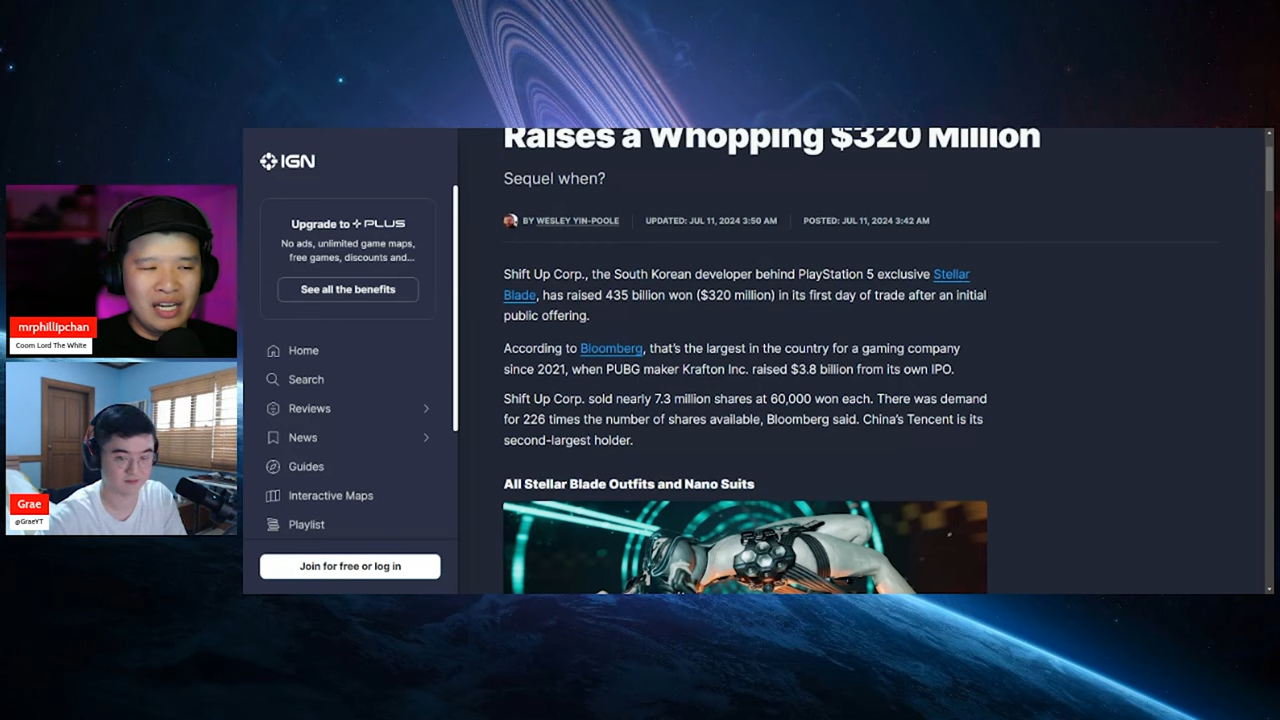 Raises a Whopping $320 Million
IGN
Sequel when?
BY WESLEY YIN-POOLE
UPDATED: JUL 11, 2024 3:50 AM
POSTED: JUL 11, 2024 3:42 AM
Upgrade to PLUS
No ads, unlimited game maps,
free games, discounts and...
See all the benefits
Home
Search
Reviews
News
Guides
Interactive Maps
Playlist
Join for free or log in
Shift Up Corp., the South Korean developer behind PlayStation 5 exclusive Stellar
Blade, has raised 435 billion won ($320 million) in its first day of trade after an initial
public offering.
According to Bloomberg, that's the largest in the country for a gaming company
since 2021, when PUBG maker Krafton Inc. raised $3.8 billion from its own IPO.
Shift Up Corp. sold nearly 7.3 million shares at 60,000 won each. There was demand
for 226 times the number of shares available, Bloomberg said. China's Tencent is its
second-largest holder.
All Stellar Blade Outfits and Nano Suits
mrphillipchan
Coom Lord The White
Grae
@GraeYT